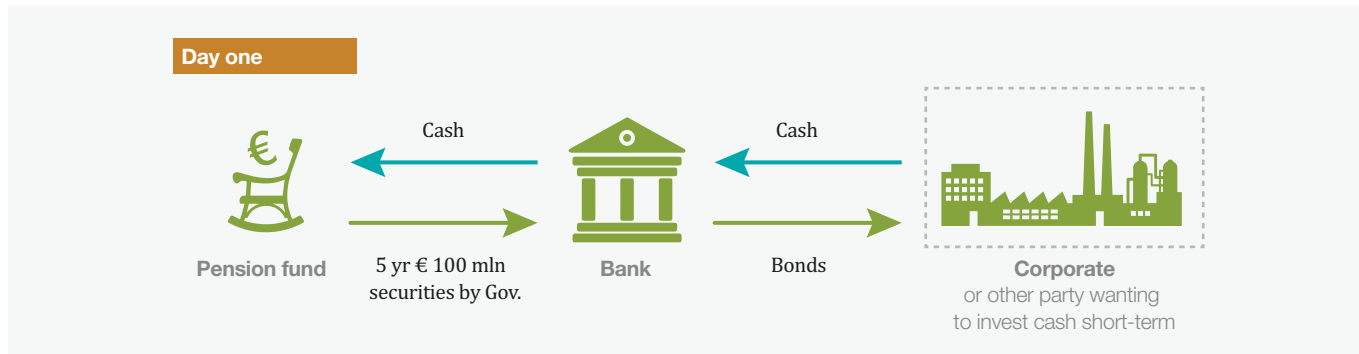 Day one
Cash
Cash
€
Pension fund
5 yr € 100 mln
securities by Gov.
Bank
Bonds
Corporate
or other party wanting
to invest cash short-term